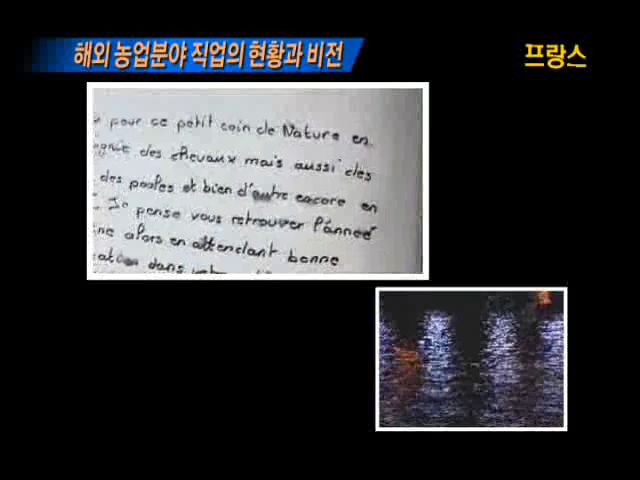 해외 농업분야 직업의 현황과 비전
프랑스
pour ce petit coin de Nature en
des chevaux mais aussi des
des poules et bien d'autre encore en
Je pense vous retrouver l'année
alors en attendant bonne
dans